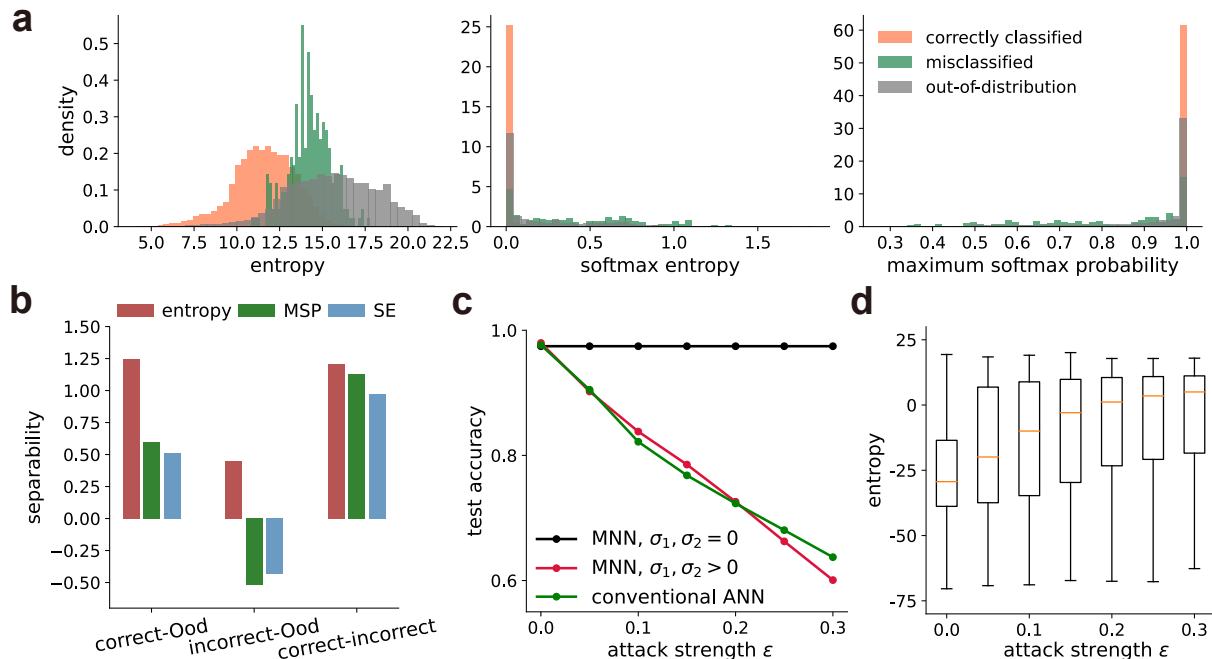 a
0.5
0.4
0.3
0.2
0.1
0.0
density
5.0 7.5 10.0 12.5 15.0 17.5 20.0 22.5
entropy
25
20
15
10
5
0
0.0 0.5 1.0 1.5
softmax entropy
60
50
40
30
20
10
0
correctly classified
misclassified
out-of-distribution
0.3 0.4 0.5 0.6 0.7 0.8 0.9 1.0
maximum softmax probability
b
entropy MSP SE
1.50
1.25
1.00
0.75
0.50
0.25
0.00
−0.25
−0.50
separability
correct-Ood incorrect-Ood correct-incorrect
c
1.0
0.8
0.6
test accuracy
MNN, σ₁, σ₂ = 0
MNN, σ₁, σ₂ > 0
conventional ANN
0.0 0.1 0.2 0.3
attack strength ε
d
25
0
-25
-50
-75
entropy
0.0 0.1 0.2 0.3
attack strength ε